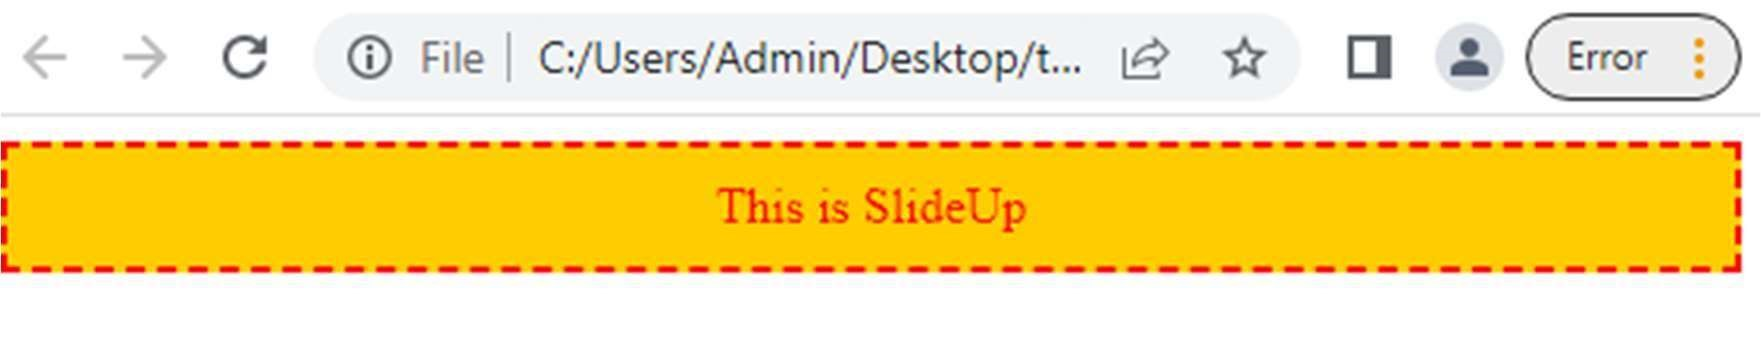 File C:/Users/Admin/Desktop/t... Error
This is SlideUp